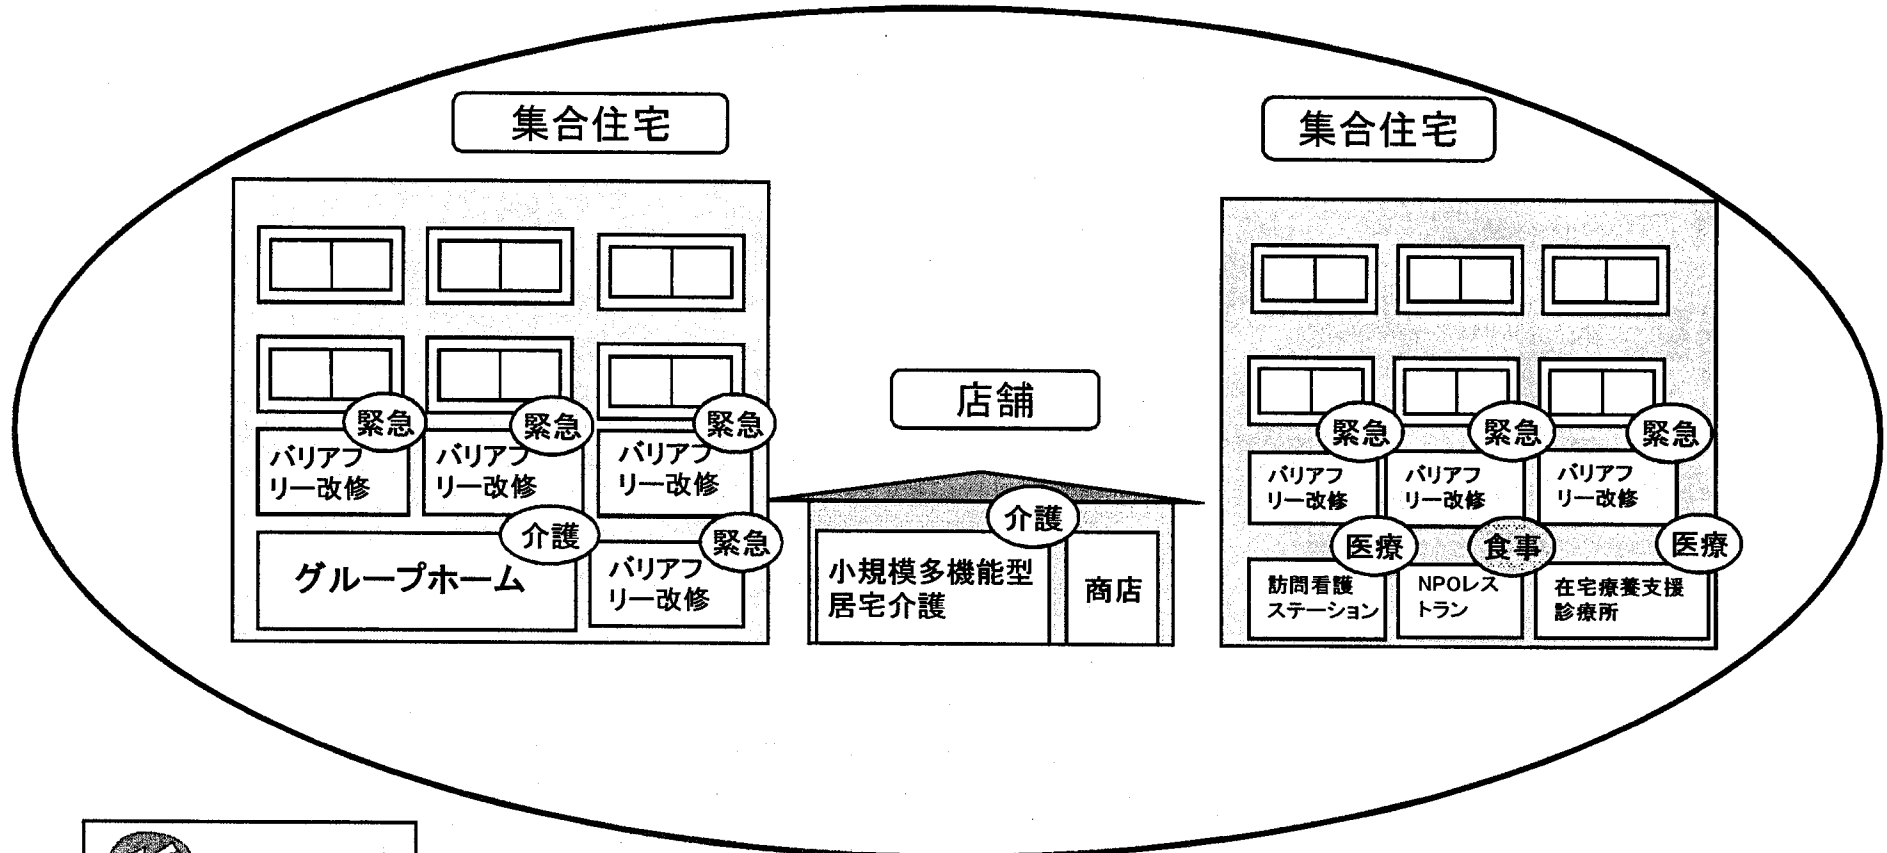 集合住宅
緊急
緊急
緊急
バリアフ
リー改修
バリアフ
リー改修
バリアフ
リー改修
介護
緊急
グループホーム
バリアフ
リー改修
店舗
介護
小規模多機能型
居宅介護
商店
集合住宅
緊急
緊急
緊急
バリアフ
リー改修
バリアフ
リー改修
バリアフ
リー改修
医療
食事
医療
訪問看護
ステーション
NPOレス
トラン
在宅療養支援
診療所